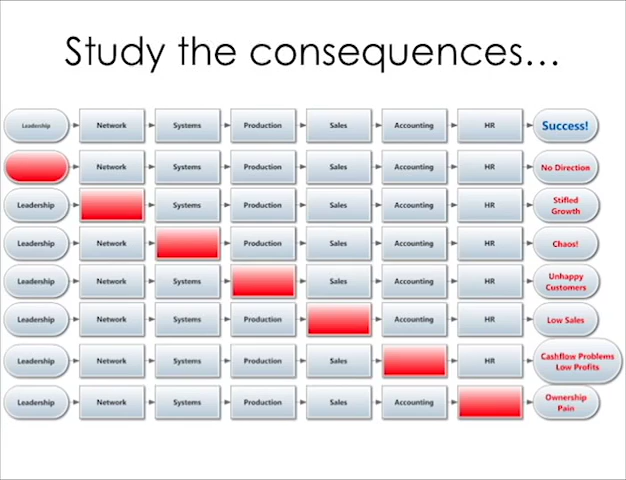 Study the consequences...
Leadership Network Systems Production Sales Accounting HR Success!
Network Systems Production Sales Accounting HR No Direction
Leadership Systems Production Sales Accounting HR Stifled
Growth
Leadership Network Production Sales Accounting HR Chaos!
Leadership Network Systems Sales Accounting HR Unhappy
Customers
Leadership Network Systems Production Accounting HR Low Sales
Leadership Network Systems Production Sales HR Cashflow Problems
Low Profits
Leadership Network Systems Production Sales Accounting Ownership
Pain